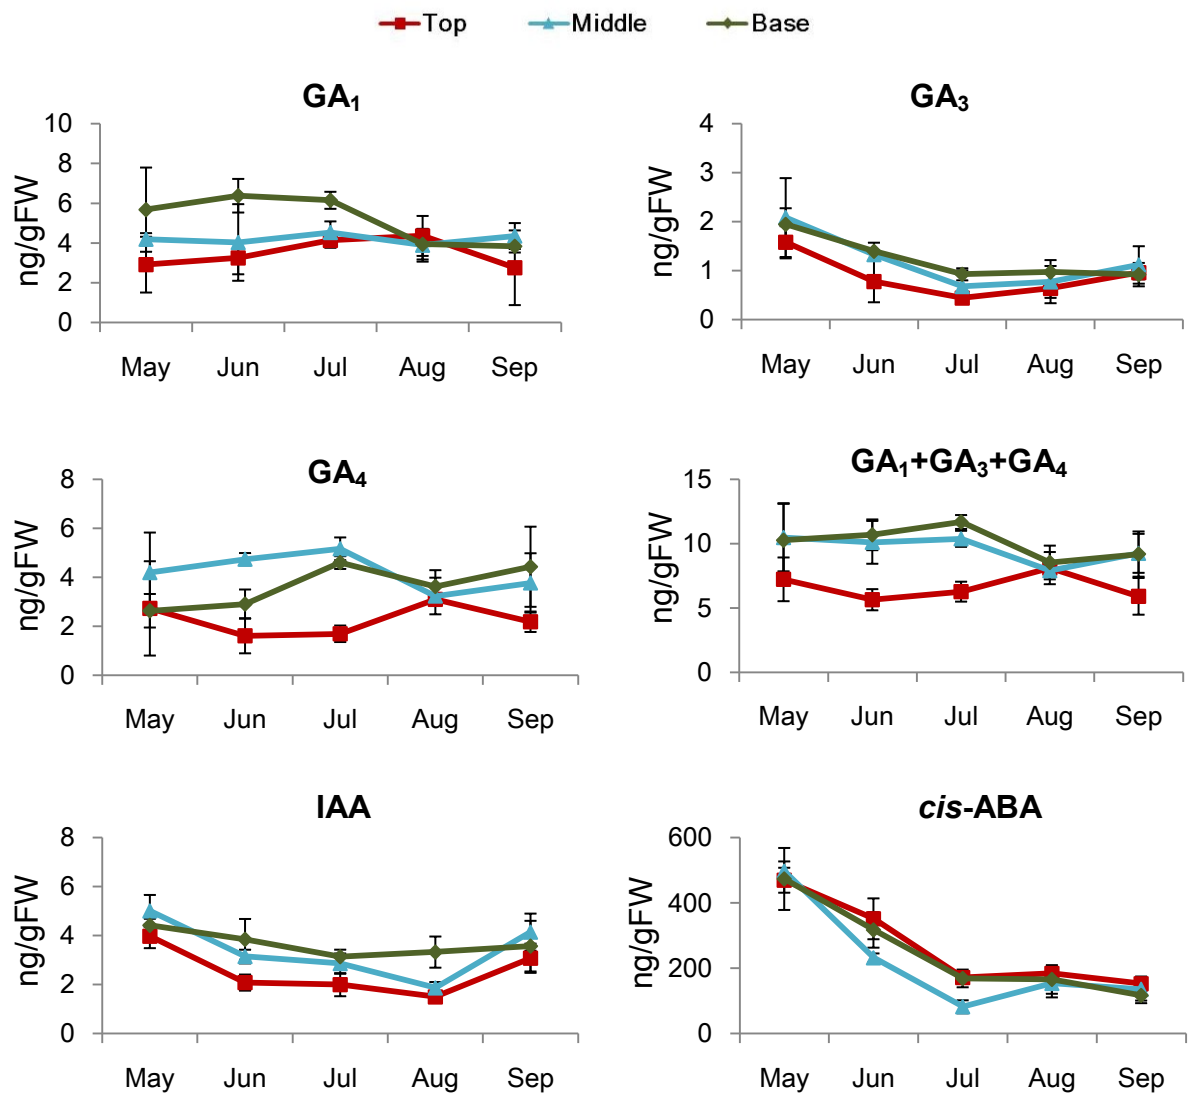 Top Middle Base
GA₁
10
8
6
4
2
0
ng/gFW
May Jun Jul Aug Sep
GA₃
4
3
2
1
0
ng/gFW
May Jun Jul Aug Sep
GA₄
8
6
4
2
0
ng/gFW
May Jun Jul Aug Sep
GA₁+GA₃+GA₄
15
10
5
0
ng/gFW
May Jun Jul Aug Sep
IAA
8
6
4
2
0
ng/gFW
May Jun Jul Aug Sep
cis-ABA
600
400
200
0
ng/gFW
May Jun Jul Aug Sep